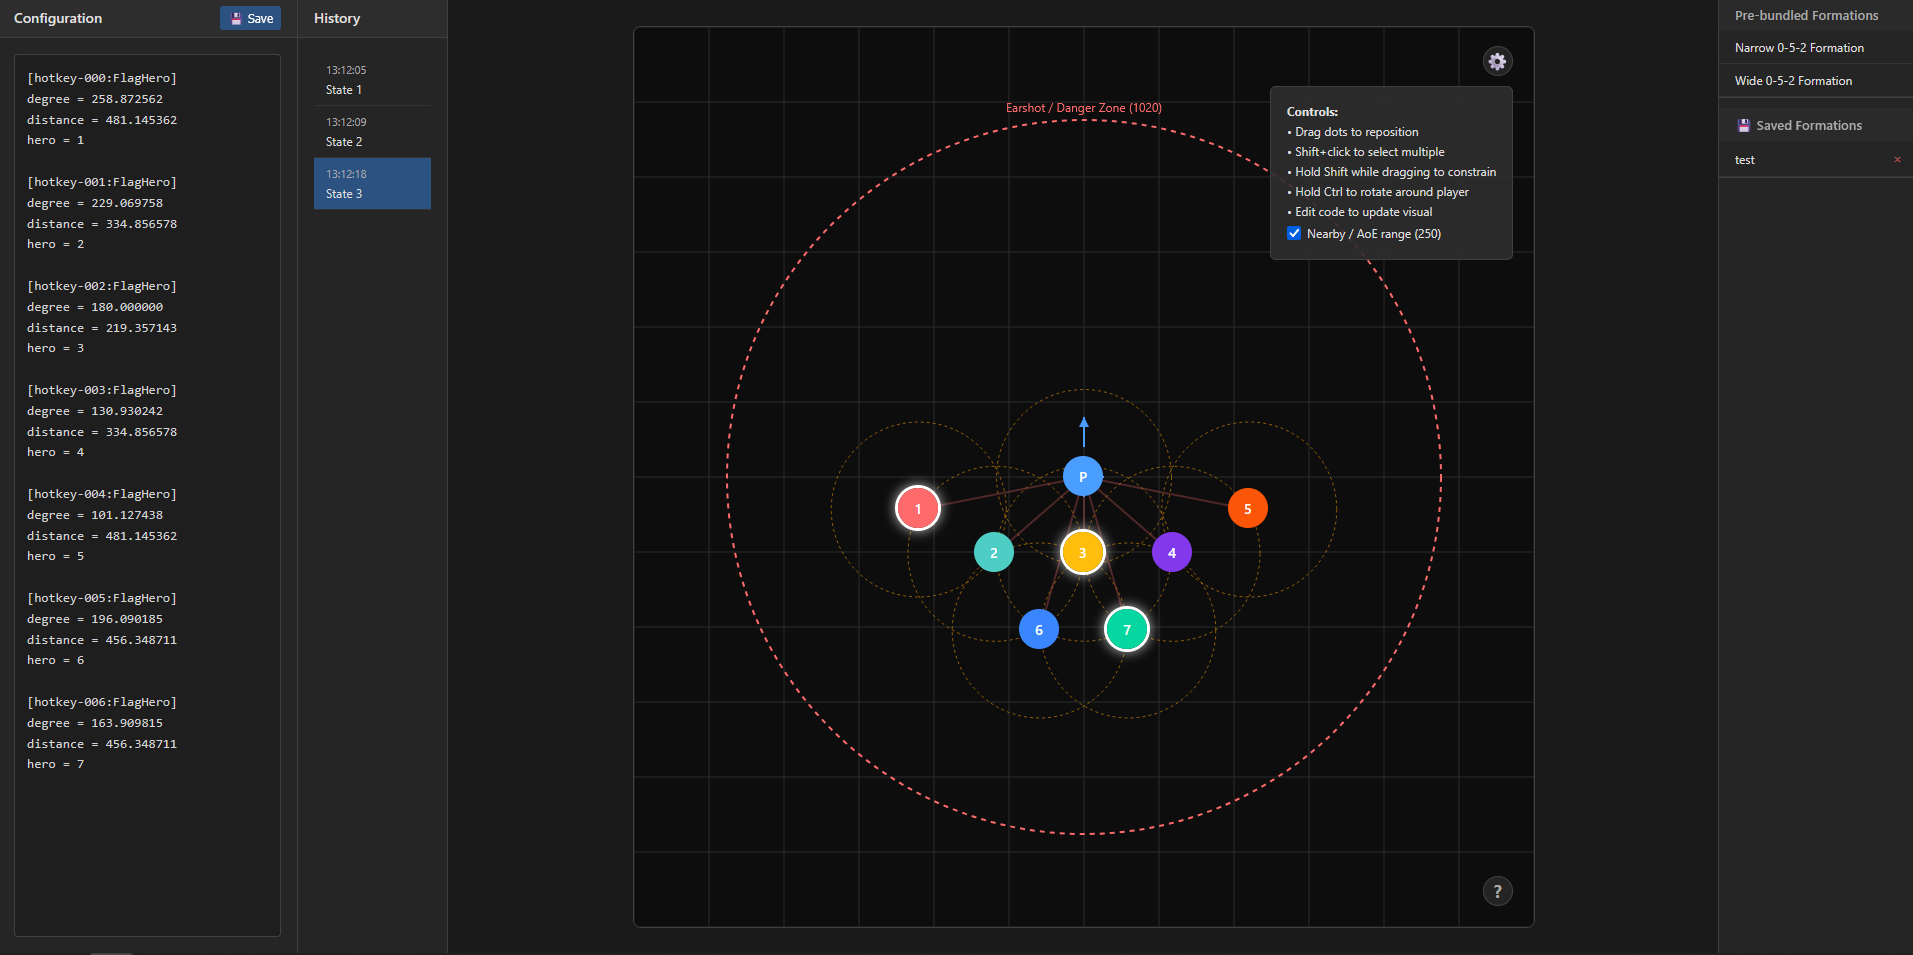 Configuration
Save
[hotkey-000:FlagHero]
degree = 258.872562
distance = 481.145362
hero = 1
[hotkey-001:FlagHero]
degree = 229.069758
distance = 334.856578
hero = 2
[hotkey-002:FlagHero]
degree = 180.000000
distance = 219.357143
hero = 3
[hotkey-003:FlagHero]
degree = 130.930242
distance = 334.856578
hero = 4
[hotkey-004:FlagHero]
degree = 101.127438
distance = 481.145362
hero = 5
[hotkey-005:FlagHero]
degree = 196.090185
distance = 456.348711
hero = 6
[hotkey-006:FlagHero]
degree = 163.909815
distance = 456.348711
hero = 7
History
13:12:05
State 1
13:12:09
State 2
13:12:18
State 3
Earshot / Danger Zone (1020)
Controls:
• Drag dots to reposition
• Shift+click to select multiple
• Hold Shift while dragging to constrain
• Hold Ctrl to rotate around player
• Edit code to update visual
Nearby / AoE range (250)
P
1
5
2
3
4
6
7
?
Pre-bundled Formations
Narrow 0-5-2 Formation
Wide 0-5-2 Formation
Saved Formations
test ×